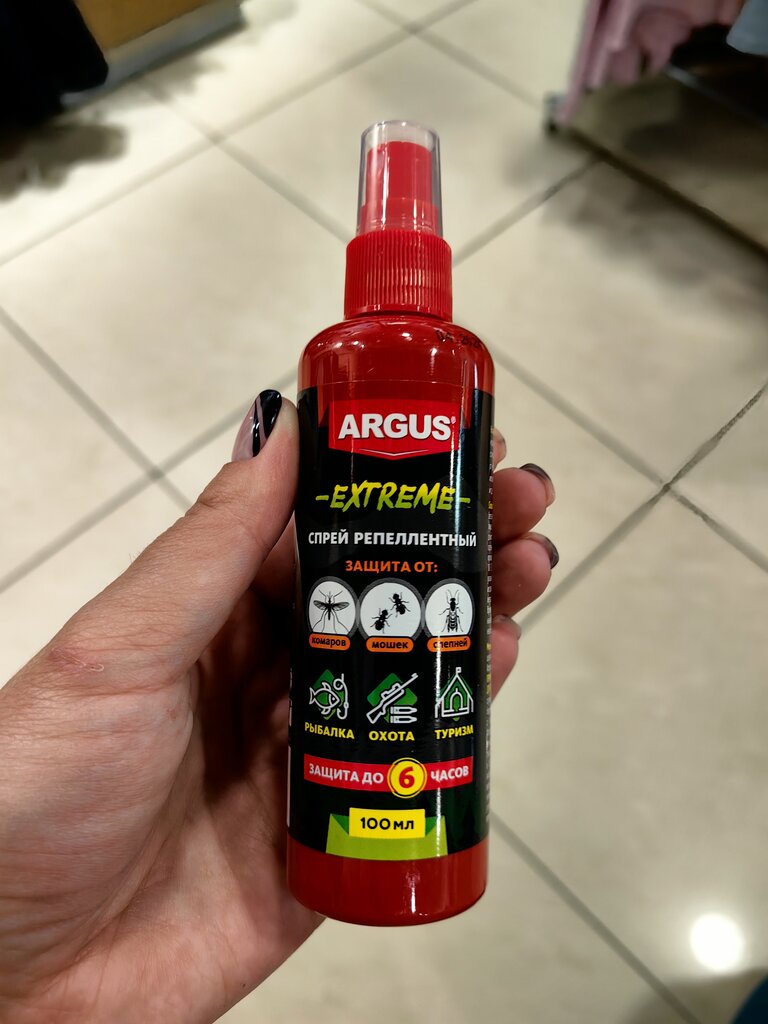 ARGUS®
-EXTREME-
СПРЕЙ РЕПЕЛЛЕНТНЫЙ
ЗАЩИТА ОТ:
комаров мошек слепней
РЫБАЛКА ОХОТА ТУРИЗМ
ЗАЩИТА ДО 6 ЧАСОВ
100 мл